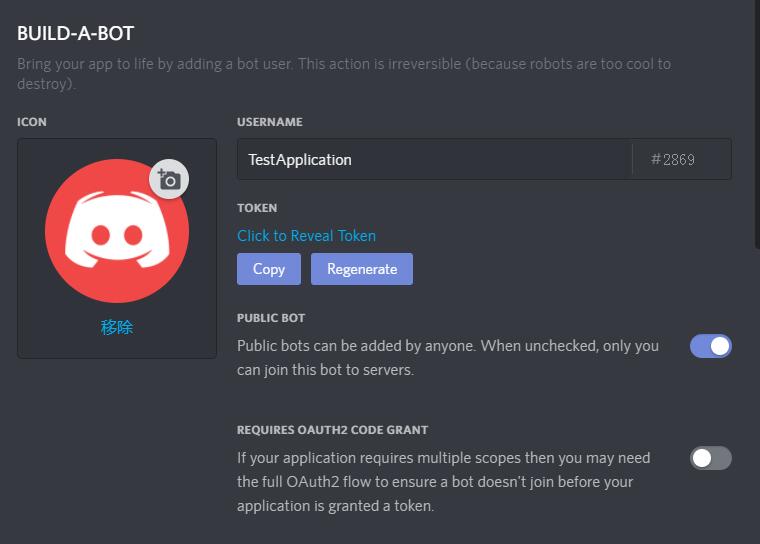 BUILD-A-BOT
Bring your app to life by adding a bot user. This action is irreversible (because robots are too cool to
destroy).
ICON
移除
USERNAME
TestApplication #2869
TOKEN
Click to Reveal Token
Copy Regenerate
PUBLIC BOT
Public bots can be added by anyone. When unchecked, only you
can join this bot to servers.
REQUIRES OAUTH2 CODE GRANT
If your application requires multiple scopes then you may need
the full OAuth2 flow to ensure a bot doesn't join before your
application is granted a token.